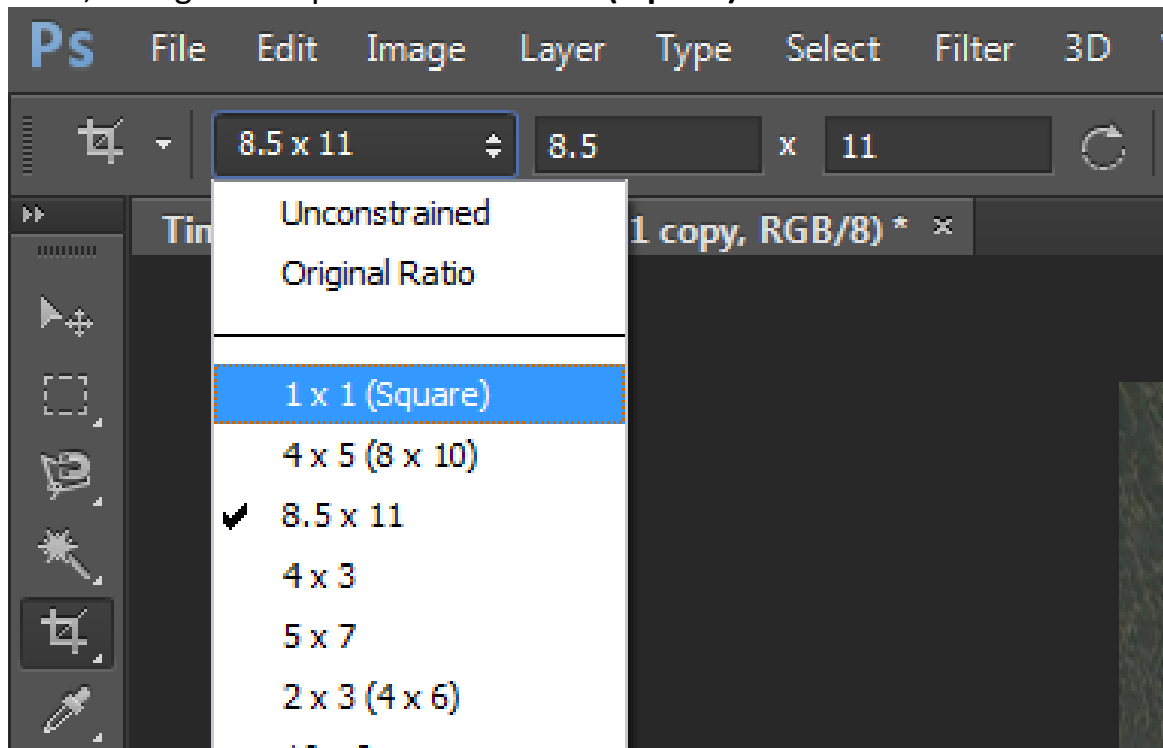 Ps File Edit Image Layer Type Select Filter 3D
8.5 x 11 8.5 x 11
Tin 1 copy, RGB/8) * ×
Unconstrained
Original Ratio
1 x 1 (Square)
4 x 5 (8 x 10)
8.5 x 11
4 x 3
5 x 7
2 x 3 (4 x 6)